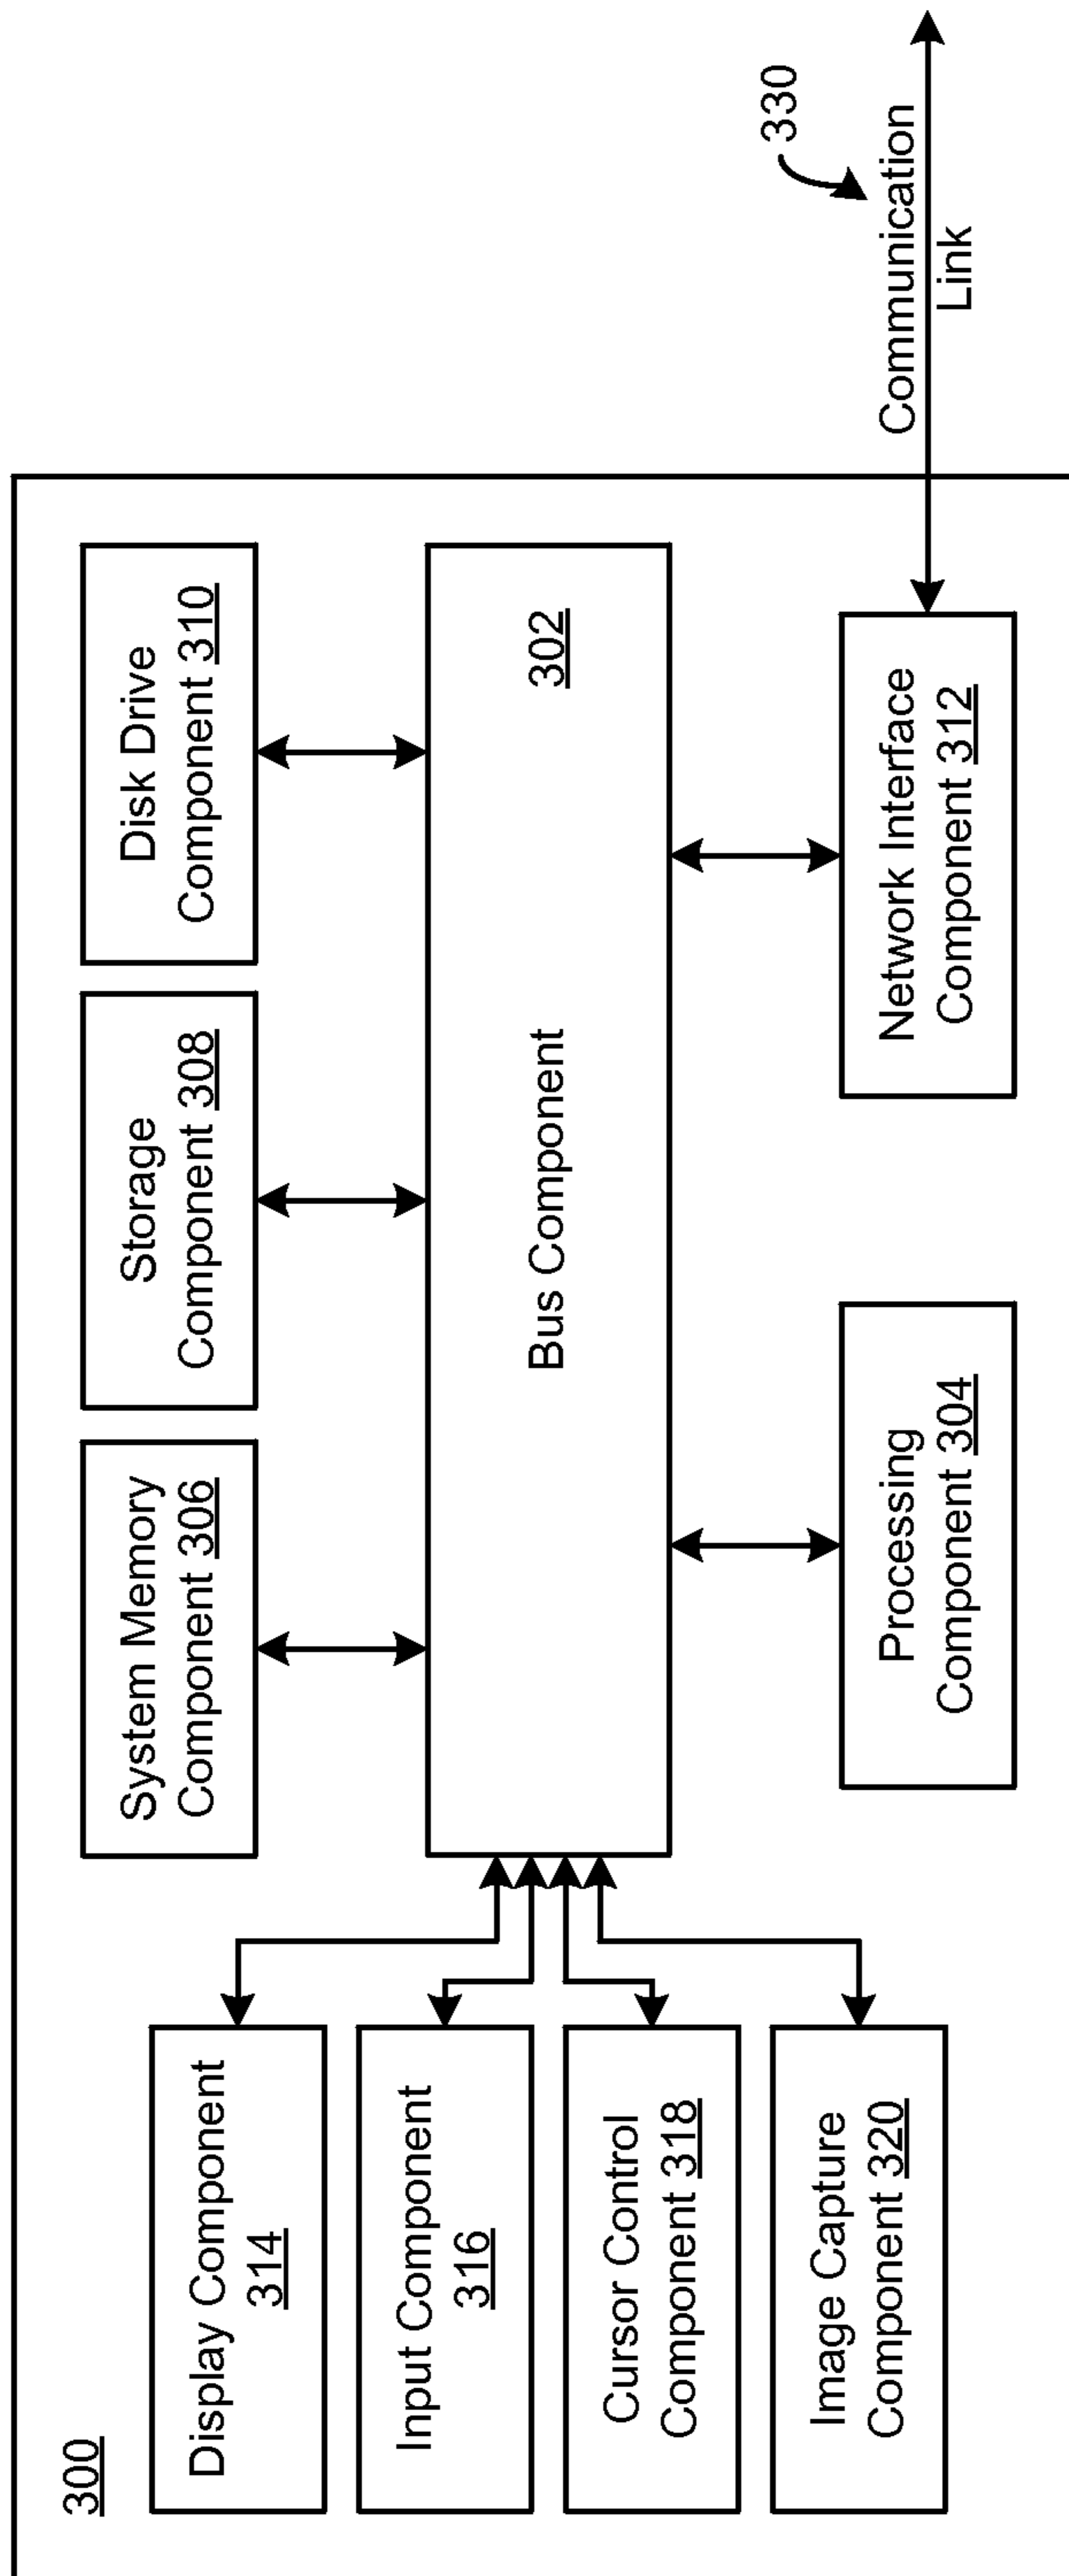 300
Display Component
314
Input Component
316
Cursor Control
Component 318
Image Capture
Component 320
System Memory
Component 306
Storage
Component 308
Disk Drive
Component 310
Bus Component
302
Processing
Component 304
Network Interface
Component 312
330
Communication
Link